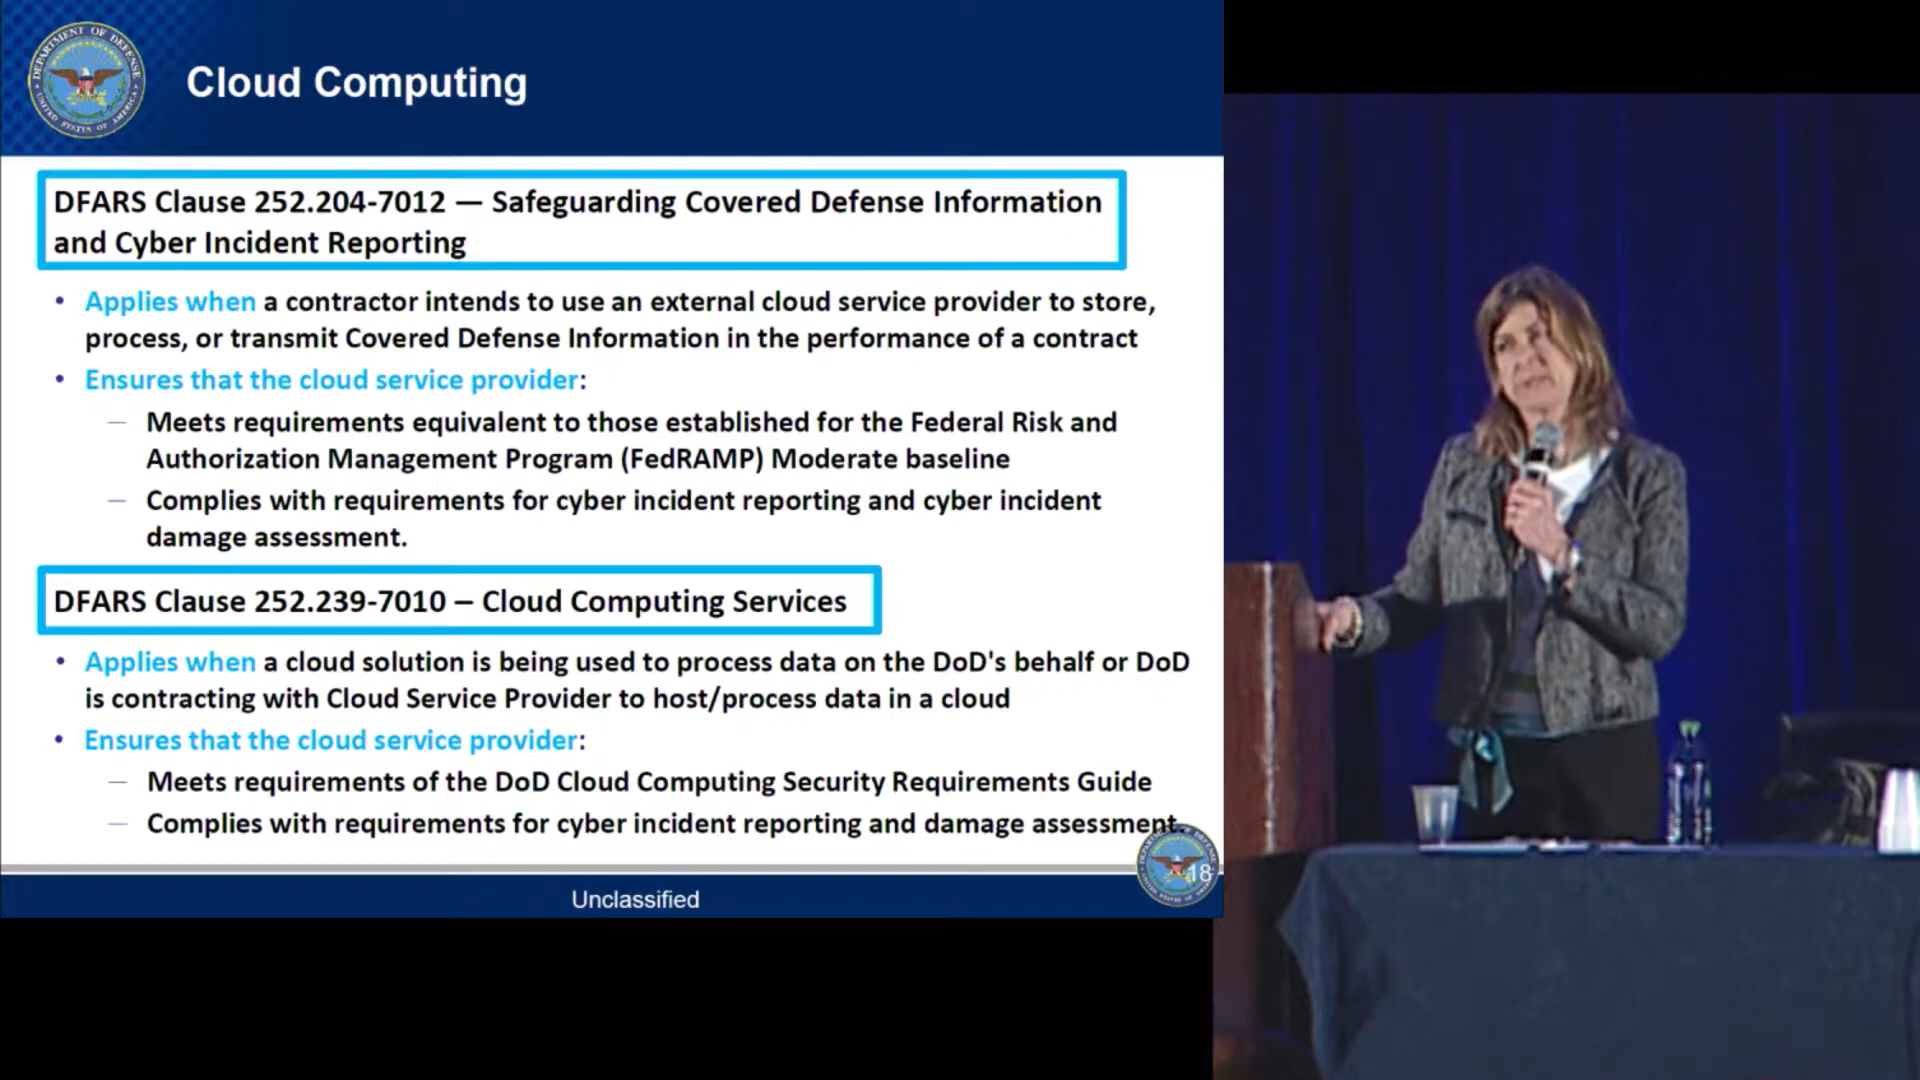 DEPARTMENT OF DEFENSE
UNITED STATES OF AMERICA
Cloud Computing
DFARS Clause 252.204-7012 — Safeguarding Covered Defense Information
and Cyber Incident Reporting
• Applies when a contractor intends to use an external cloud service provider to store,
process, or transmit Covered Defense Information in the performance of a contract
• Ensures that the cloud service provider:
— Meets requirements equivalent to those established for the Federal Risk and
Authorization Management Program (FedRAMP) Moderate baseline
— Complies with requirements for cyber incident reporting and cyber incident
damage assessment.
DFARS Clause 252.239-7010 – Cloud Computing Services
• Applies when a cloud solution is being used to process data on the DoD's behalf or DoD
is contracting with Cloud Service Provider to host/process data in a cloud
• Ensures that the cloud service provider:
— Meets requirements of the DoD Cloud Computing Security Requirements Guide
— Complies with requirements for cyber incident reporting and damage assessment.
18
Unclassified